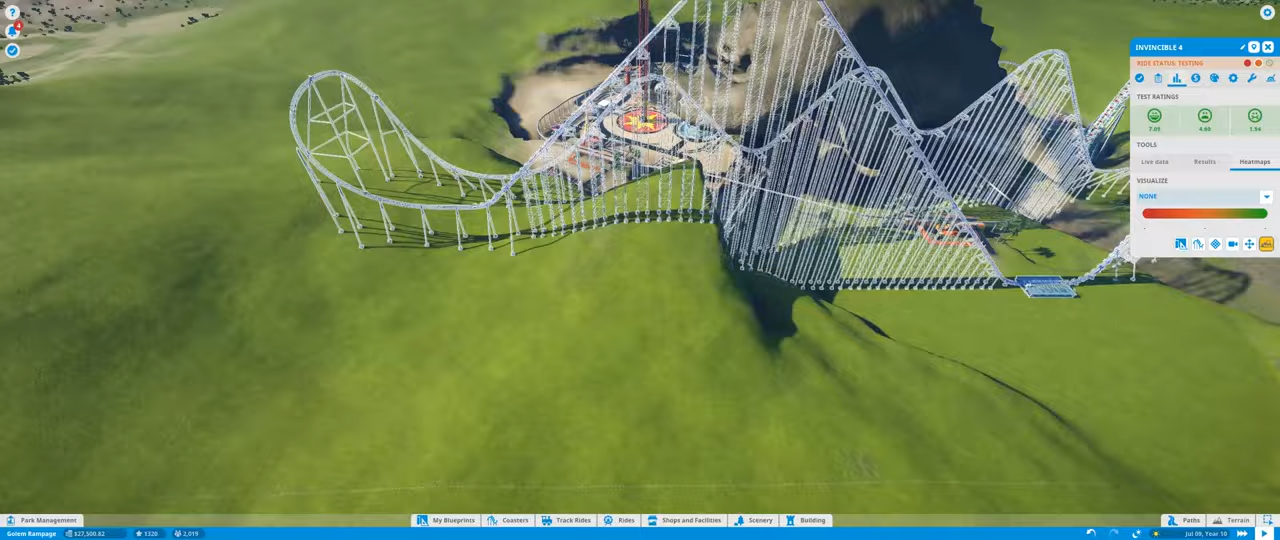 ?
4
INVINCIBLE 4
RIDE STATUS: TESTING
TEST RATINGS
7.09 4.60 1.94
TOOLS
Live data Results Heatmaps
VISUALIZE
NONE
- - -
Park Management
My Blueprints Coasters Track Rides Rides Shops and Facilities Scenery Building
Paths Terrain
Golem Rampage $27,500.82 1320 2,019
Jul 09, Year 10